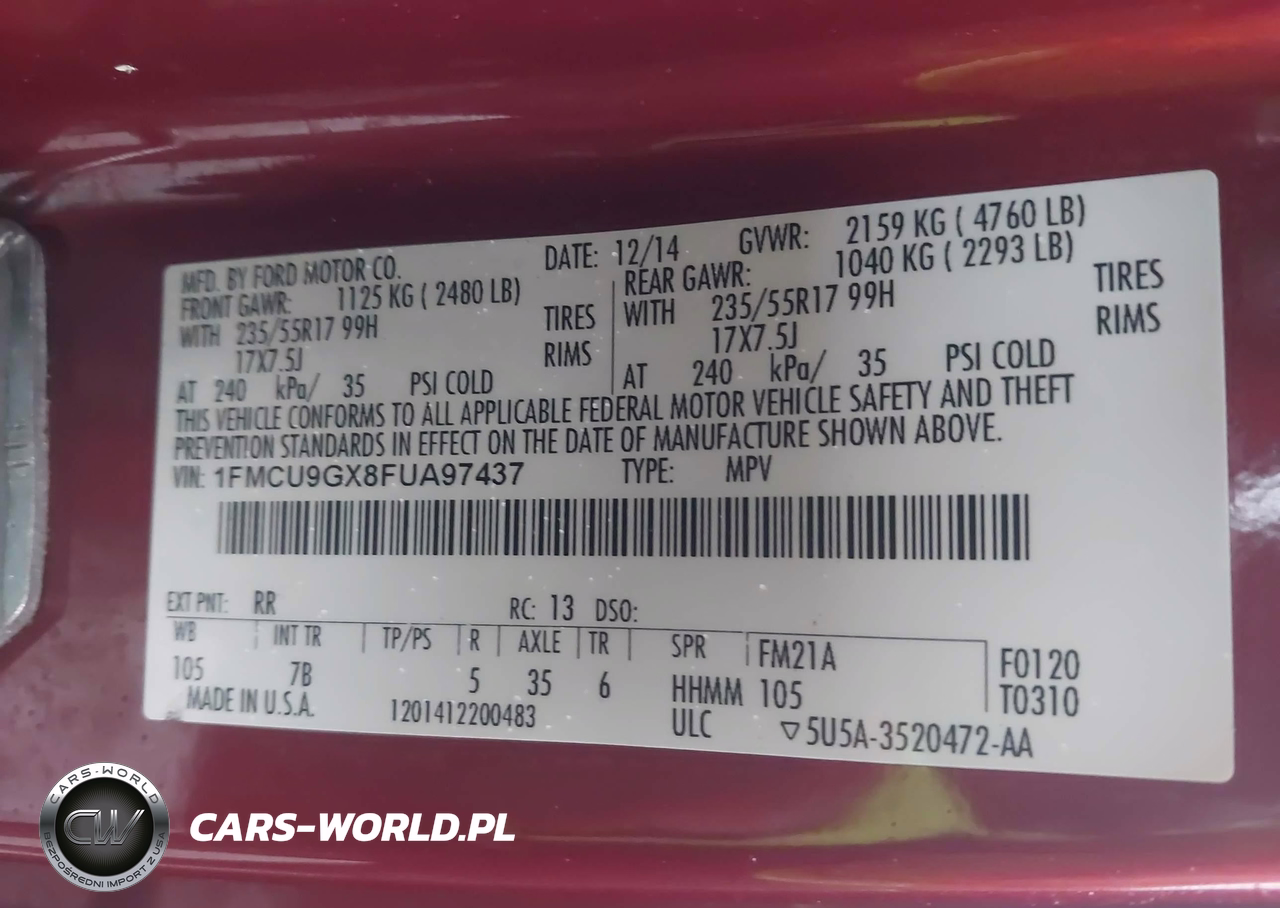 MFD. BY FORD MOTOR CO. DATE: 12/14 GVWR: 2159 KG ( 4760 LB)
FRONT GAWR: 1125 KG ( 2480 LB) REAR GAWR: 1040 KG ( 2293 LB)
WITH 235/55R17 99H TIRES WITH 235/55R17 99H TIRES
17X7.5J RIMS 17X7.5J RIMS
AT 240 kPa/ 35 PSI COLD AT 240 kPa/ 35 PSI COLD
THIS VEHICLE CONFORMS TO ALL APPLICABLE FEDERAL MOTOR VEHICLE SAFETY AND THEFT
PREVENTION STANDARDS IN EFFECT ON THE DATE OF MANUFACTURE SHOWN ABOVE.
VIN: 1FMCU9GX8FUA97437 TYPE: MPV
EXT PNT: RR RC: 13 DSO:
WB INT TR TP/PS R AXLE TR SPR FM21A F0120
105 7B 5 35 6 HHMM 105 T0310
MADE IN U.S.A. 1201412200483 ULC ▽5U5A-3520472-AA
CARS-WORLD
CW
BEZPOŚREDNI IMPORT Z USA
CARS-WORLD.PL